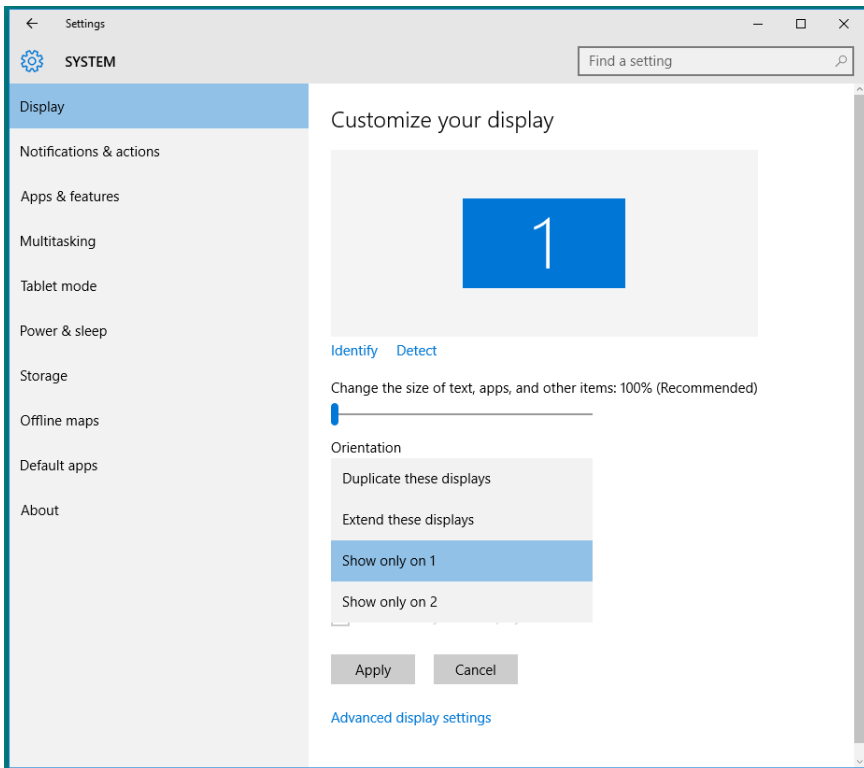 Settings
SYSTEM
Find a setting
Display
Notifications & actions
Apps & features
Multitasking
Tablet mode
Power & sleep
Storage
Offline maps
Default apps
About
Customize your display
1
Identify Detect
Change the size of text, apps, and other items: 100% (Recommended)
Orientation
Duplicate these displays
Extend these displays
Show only on 1
Show only on 2
Apply Cancel
Advanced display settings